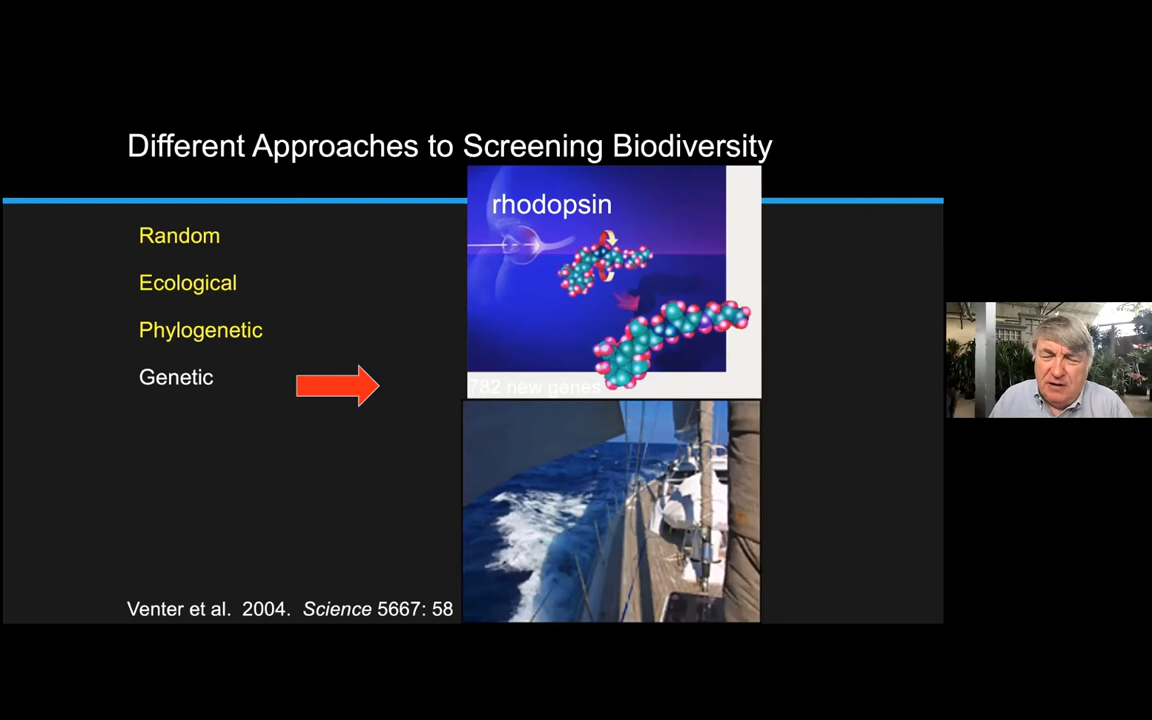 Different Approaches to Screening Biodiversity
rhodopsin
Random
Ecological
Phylogenetic
Genetic
782 new genes
Venter et al. 2004. Science 5667: 58